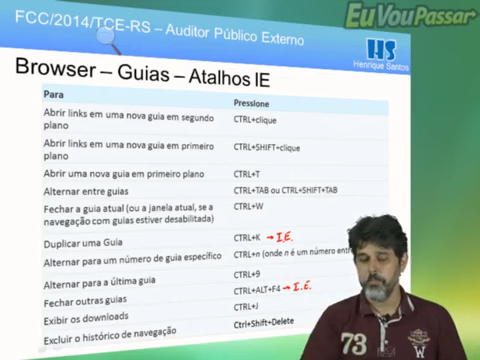 EuVouPassar
FCC/2014/TCE-RS – Auditor Público Externo
HS
Henrique Santos
Browser – Guias – Atalhos IE
Para Pressione
Abrir links em uma nova guia em segundo plano CTRL+clique
Abrir links em uma nova guia em primeiro plano CTRL+SHIFT+clique
Abrir uma nova guia em primeiro plano CTRL+T
Alternar entre guias CTRL+TAB ou CTRL+SHIFT+TAB
Fechar a guia atual (ou a janela atual, se a navegação com guias estiver desabilitada) CTRL+W
Duplicar uma Guia CTRL+K → I.E.
Alternar para um número de guia específico CTRL+n (onde n é um número entr
Alternar para a última guia CTRL+9
Fechar outras guias CTRL+ALT+F4 → I.E.
Exibir os downloads CTRL+J
Excluir o histórico de navegação Ctrl+Shift+Delete
73